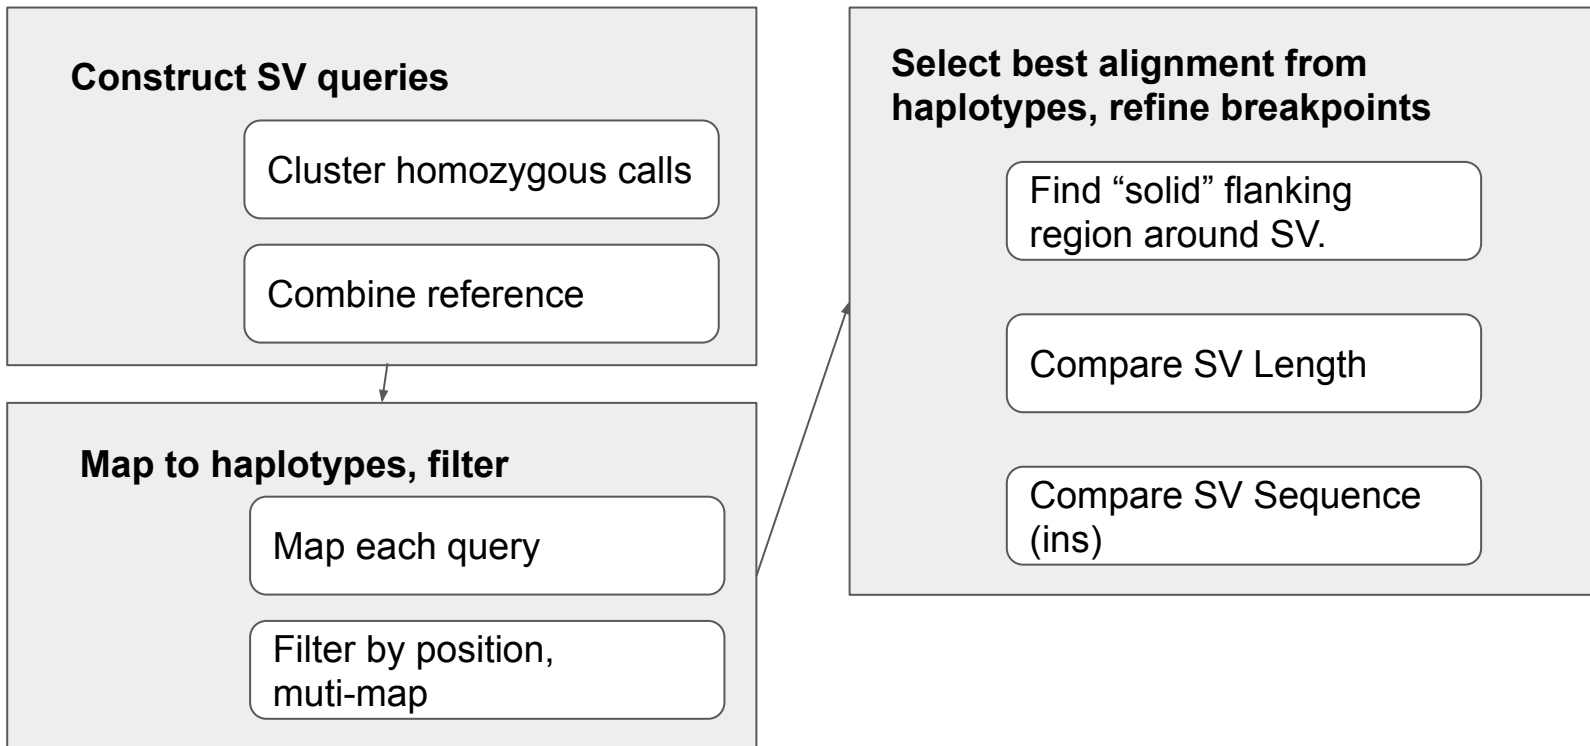 Construct SV queries
Cluster homozygous calls
Combine reference
Map to haplotypes, filter
Map each query
Filter by position,
muti-map
Select best alignment from
haplotypes, refine breakpoints
Find “solid” flanking
region around SV.
Compare SV Length
Compare SV Sequence
(ins)